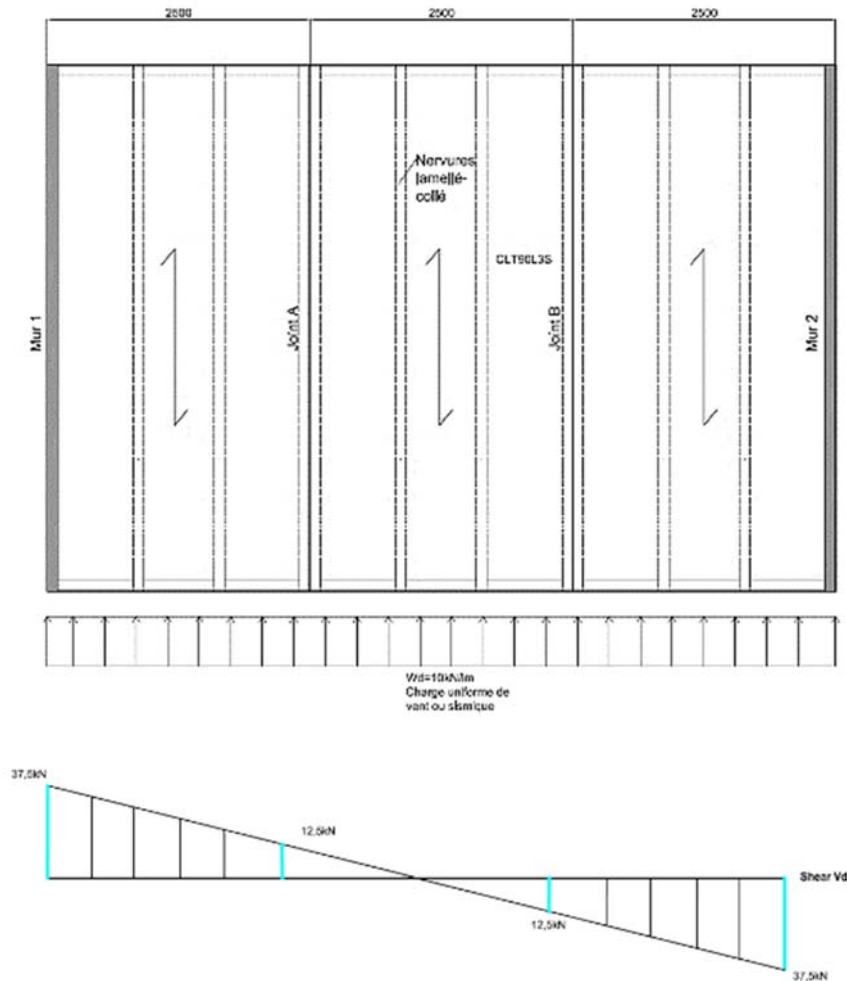 2500
2500
2500
Nervures
lamellé-
collé
CLT90L3S
Mur 1
Joint A
Joint B
Mur 2
Wd=10kN/m
Charge uniforme de
vent ou sismique
37,5kN
12,5kN
Shear Vd
12,5kN
37,5kN